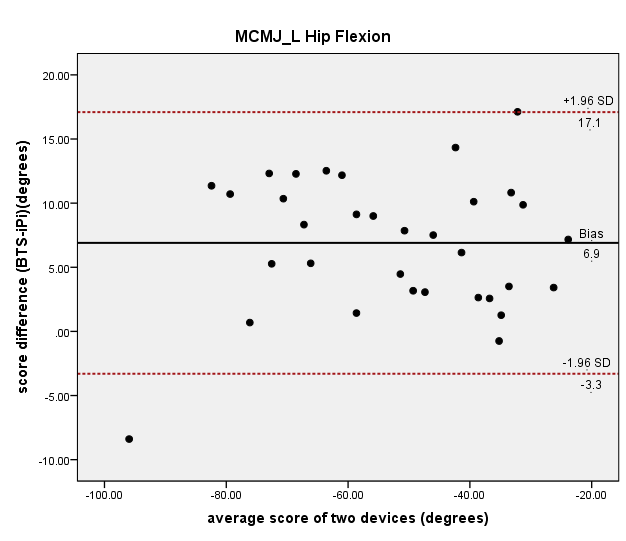 MCMJ_L Hip Flexion
score difference (BTS-iPi)(degrees)
20.00
15.00
10.00
5.00
.00
-5.00
-10.00
+1.96 SD
17.1
Bias
6.9
-1.96 SD
-3.3
-100.00
-80.00
-60.00
-40.00
-20.00
average score of two devices (degrees)